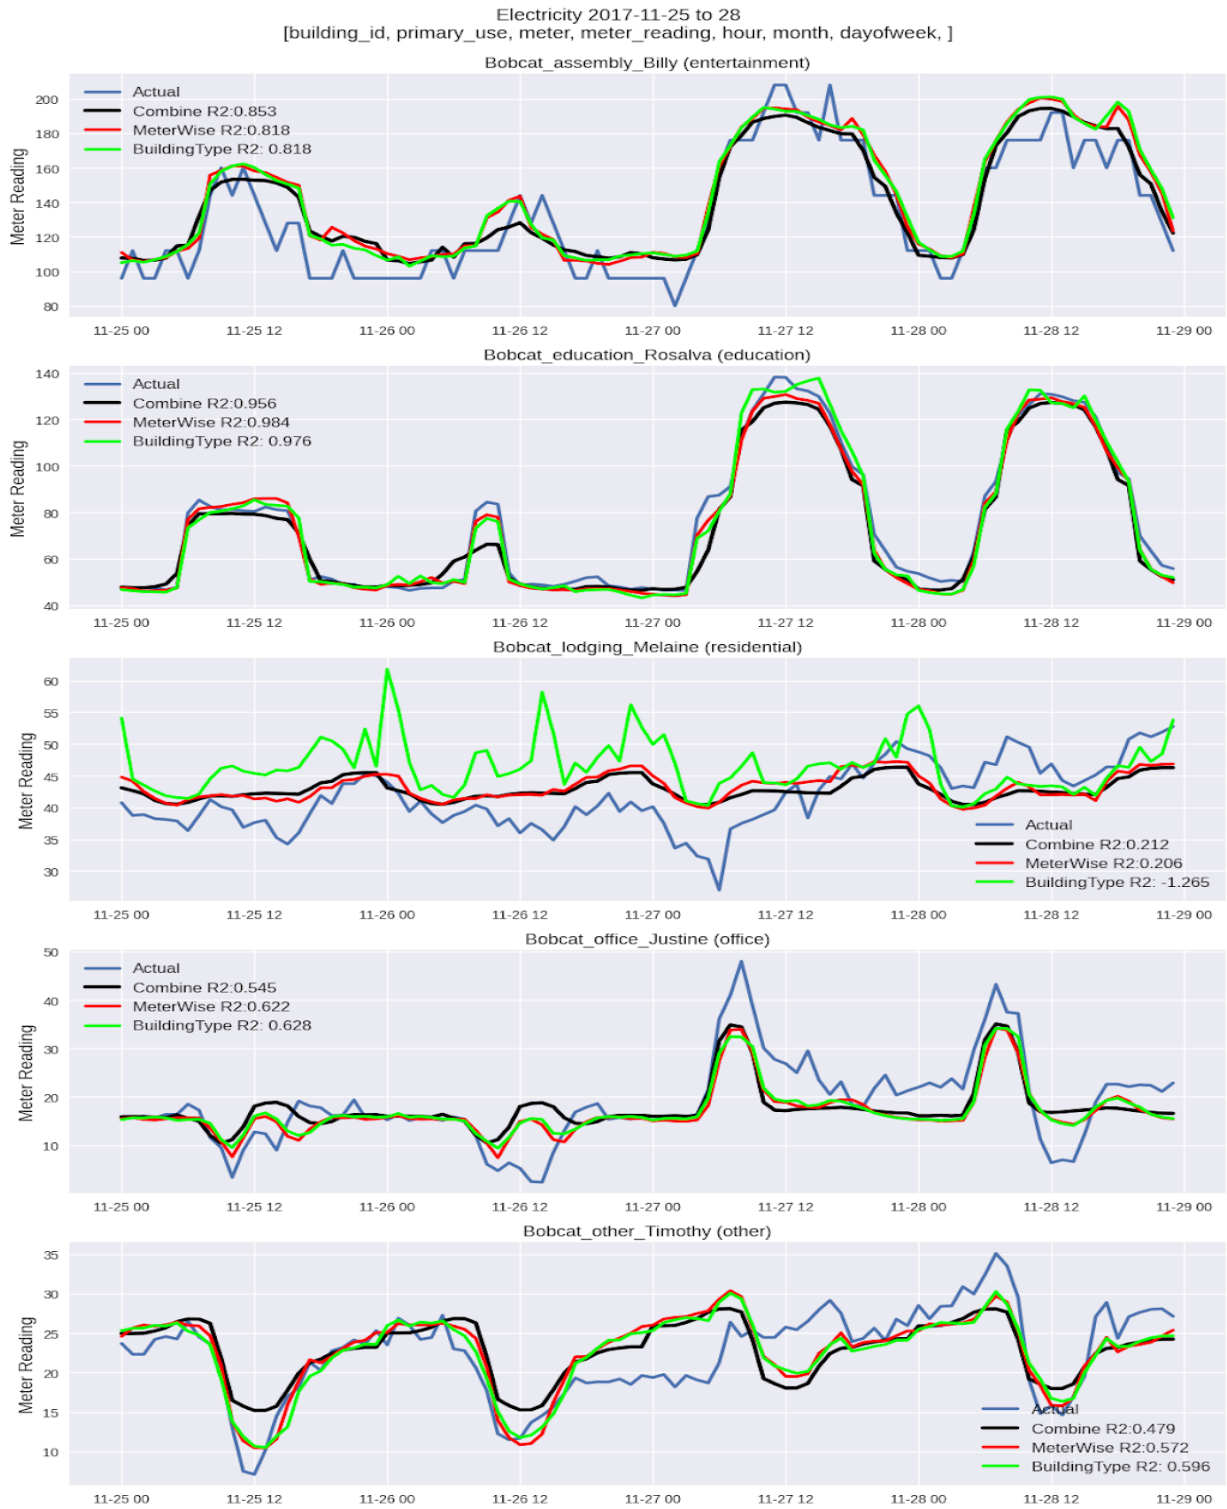 Electricity 2017-11-25 to 28
[building_id, primary_use, meter, meter_reading, hour, month, dayofweek, ]
Bobcat_assembly_Billy (entertainment)
Actual
Combine R2:0.853
MeterWise R2:0.818
BuildingType R2: 0.818
Meter Reading
200
180
160
140
120
100
80
11-25 00 11-25 12 11-26 00 11-26 12 11-27 00 11-27 12 11-28 00 11-28 12 11-29 00
Bobcat_education_Rosalva (education)
Actual
Combine R2:0.956
MeterWise R2:0.984
BuildingType R2: 0.976
Meter Reading
140
120
100
80
60
40
11-25 00 11-25 12 11-26 00 11-26 12 11-27 00 11-27 12 11-28 00 11-28 12 11-29 00
Bobcat_lodging_Melaine (residential)
Meter Reading
60
55
50
45
40
35
30
Actual
Combine R2:0.212
MeterWise R2:0.206
BuildingType R2: -1.265
11-25 00 11-25 12 11-26 00 11-26 12 11-27 00 11-27 12 11-28 00 11-28 12 11-29 00
Bobcat_office_Justine (office)
Actual
Combine R2:0.545
MeterWise R2:0.622
BuildingType R2: 0.628
Meter Reading
50
40
30
20
10
11-25 00 11-25 12 11-26 00 11-26 12 11-27 00 11-27 12 11-28 00 11-28 12 11-29 00
Bobcat_other_Timothy (other)
Meter Reading
35
30
25
20
15
10
Actual
Combine R2:0.479
MeterWise R2:0.572
BuildingType R2: 0.596
11-25 00 11-25 12 11-26 00 11-26 12 11-27 00 11-27 12 11-28 00 11-28 12 11-29 00